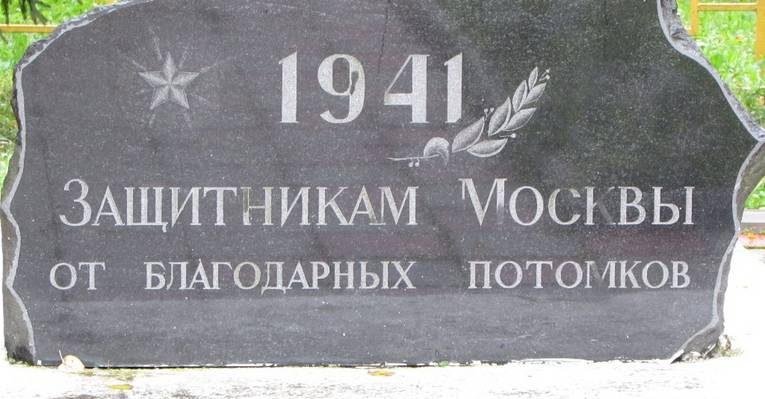 1941
Защитникам Москвы
от благодарных потомков